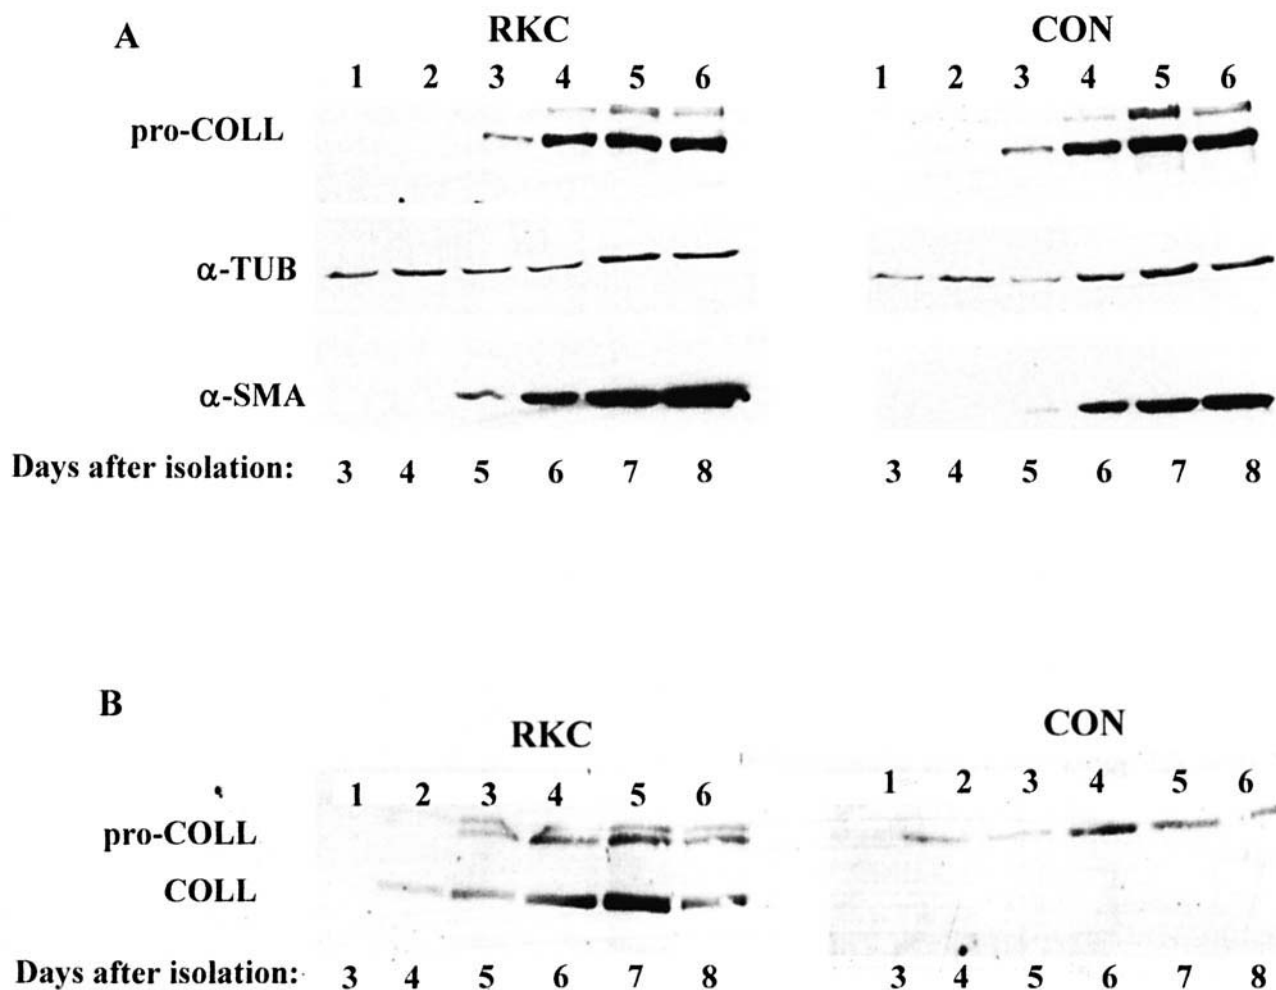 A RKC CON
1 2 3 4 5 6 1 2 3 4 5 6
pro-COLL
α-TUB
α-SMA
Days after isolation: 3 4 5 6 7 8 3 4 5 6 7 8
B RKC CON
1 2 3 4 5 6 1 2 3 4 5 6
pro-COLL
COLL
Days after isolation: 3 4 5 6 7 8 3 4 5 6 7 8